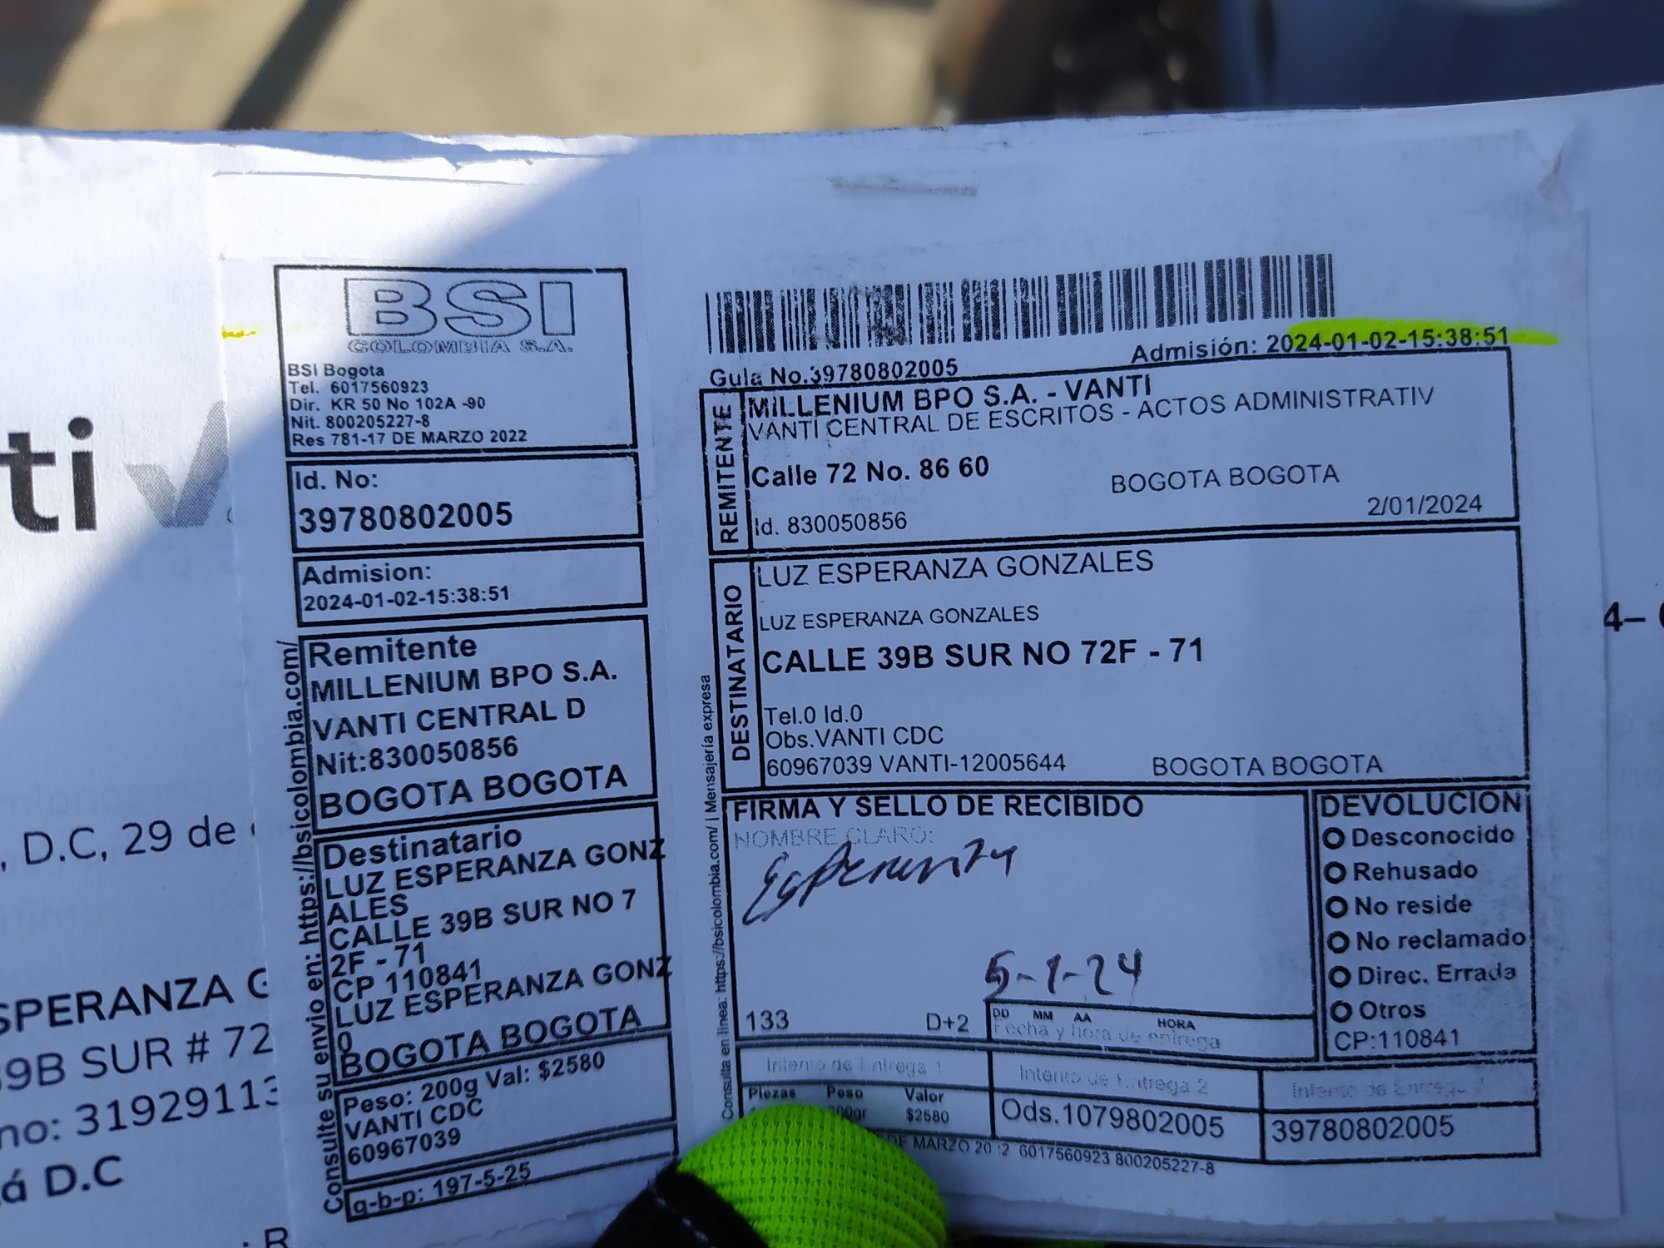 ti
, D.C, 29 de
SPERANZA G
39B SUR # 72
no: 31929113
á D.C
: R
4–
BSI
COLOMBIA S.A.
BSI Bogota
Tel. 6017560923
Dir. KR 50 No 102A -90
Nit. 800205227-8
Res 781-17 DE MARZO 2022
Id. No:
39780802005
Admision:
2024-01-02-15:38:51
Consulte su envio en: https://bsicolombia.com/
Remitente
MILLENIUM BPO S.A.
VANTI CENTRAL D
Nit:830050856
BOGOTA BOGOTA
Destinatario
LUZ ESPERANZA GONZ
ALES
CALLE 39B SUR NO 7
2F - 71
CP 110841
LUZ ESPERANZA GONZ
0
BOGOTA BOGOTA
Peso: 200g Val: $2580
VANTI CDC
60967039
g-b-p: 197-5-25
Guia No.39780802005
Admisión: 2024-01-02-15:38:51
REMITENTE
MILLENIUM BPO S.A. - VANTI
VANTI CENTRAL DE ESCRITOS - ACTOS ADMINISTRATIV
Calle 72 No. 86 60
BOGOTA BOGOTA
2/01/2024
Id. 830050856
DESTINATARIO
LUZ ESPERANZA GONZALES
LUZ ESPERANZA GONZALES
CALLE 39B SUR NO 72F - 71
Tel.0 Id.0
Obs.VANTI CDC
60967039 VANTI-12005644
BOGOTA BOGOTA
Consulta en linea: https://bsicolombia.com/ | Mensajería expresa
FIRMA Y SELLO DE RECIBIDO
NOMBRE CLARO:
Esperanza
5-1-24
133
D+2
DD MM AA HORA
Fecha y hora de entrega
DEVOLUCION
Desconocido
Rehusado
No reside
No reclamado
Direc. Errada
Otros
CP:110841
Intento de Entrega 1
Intento de Entrega 2
Intento de Entrega
Piezas Peso Valor
200gr $2580
Ods.1079802005
39780802005
DE MARZO 2012 6017560923 800205227-8